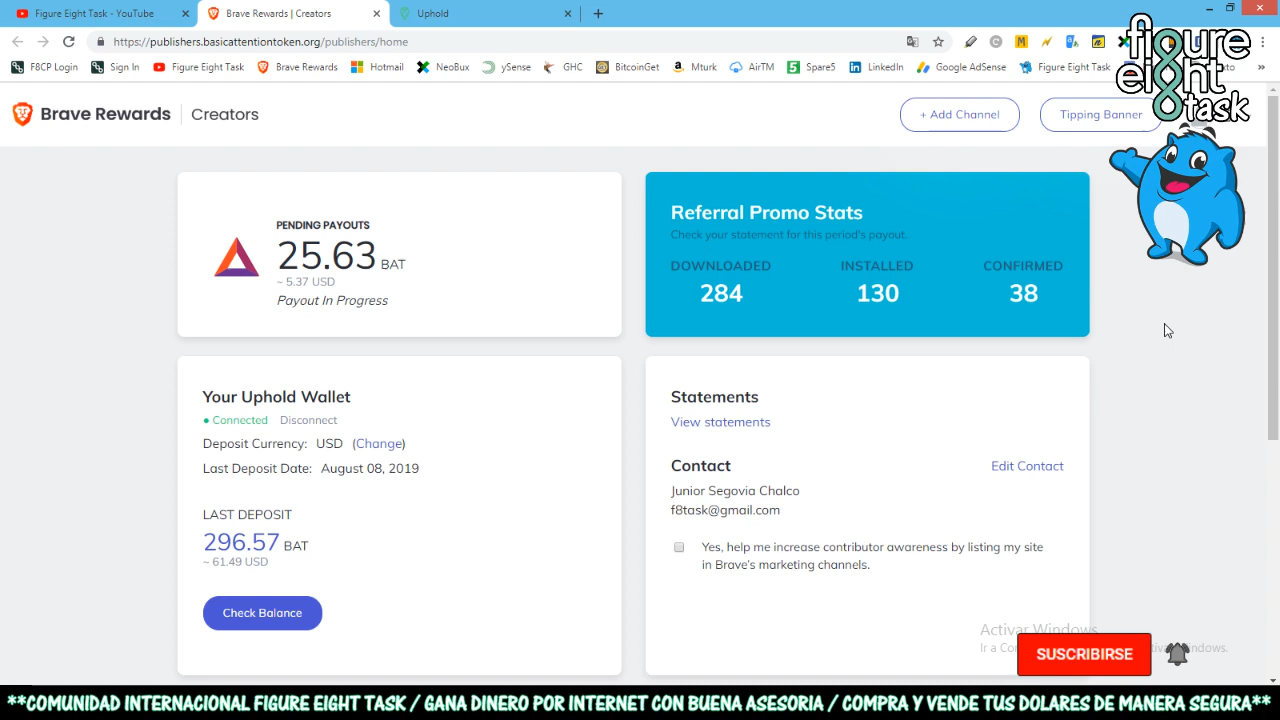 Figure Eight Task - YouTube
Brave Rewards | Creators
Uphold
https://publishers.basicattentiontoken.org/publishers/home
F8CP Login
Sign In
Figure Eight Task
Brave Rewards
Hotmail
NeoBux
ySense
GHC
BitcoinGet
Mturk
AirTM
Spare5
LinkedIn
Google AdSense
Figure Eight Task
figure
eight
task
Brave Rewards
Creators
+ Add Channel
Tipping Banner
PENDING PAYOUTS
25.63 BAT
~ 5.37 USD
Payout In Progress
Referral Promo Stats
Check your statement for this period's payout.
DOWNLOADED INSTALLED CONFIRMED
284 130 38
Your Uphold Wallet
Connected Disconnect
Deposit Currency: USD (Change)
Last Deposit Date: August 08, 2019
LAST DEPOSIT
296.57 BAT
~ 61.49 USD
Check Balance
Statements
View statements
Contact
Edit Contact
Junior Segovia Chalco
f8task@gmail.com
Yes, help me increase contributor awareness by listing my site
in Brave's marketing channels.
Activar Windows
SUSCRIBIRSE
**COMUNIDAD INTERNACIONAL FIGURE EIGHT TASK / GANA DINERO POR INTERNET CON BUENA ASESORIA / COMPRA Y VENDE TUS DOLARES DE MANERA SEGURA**